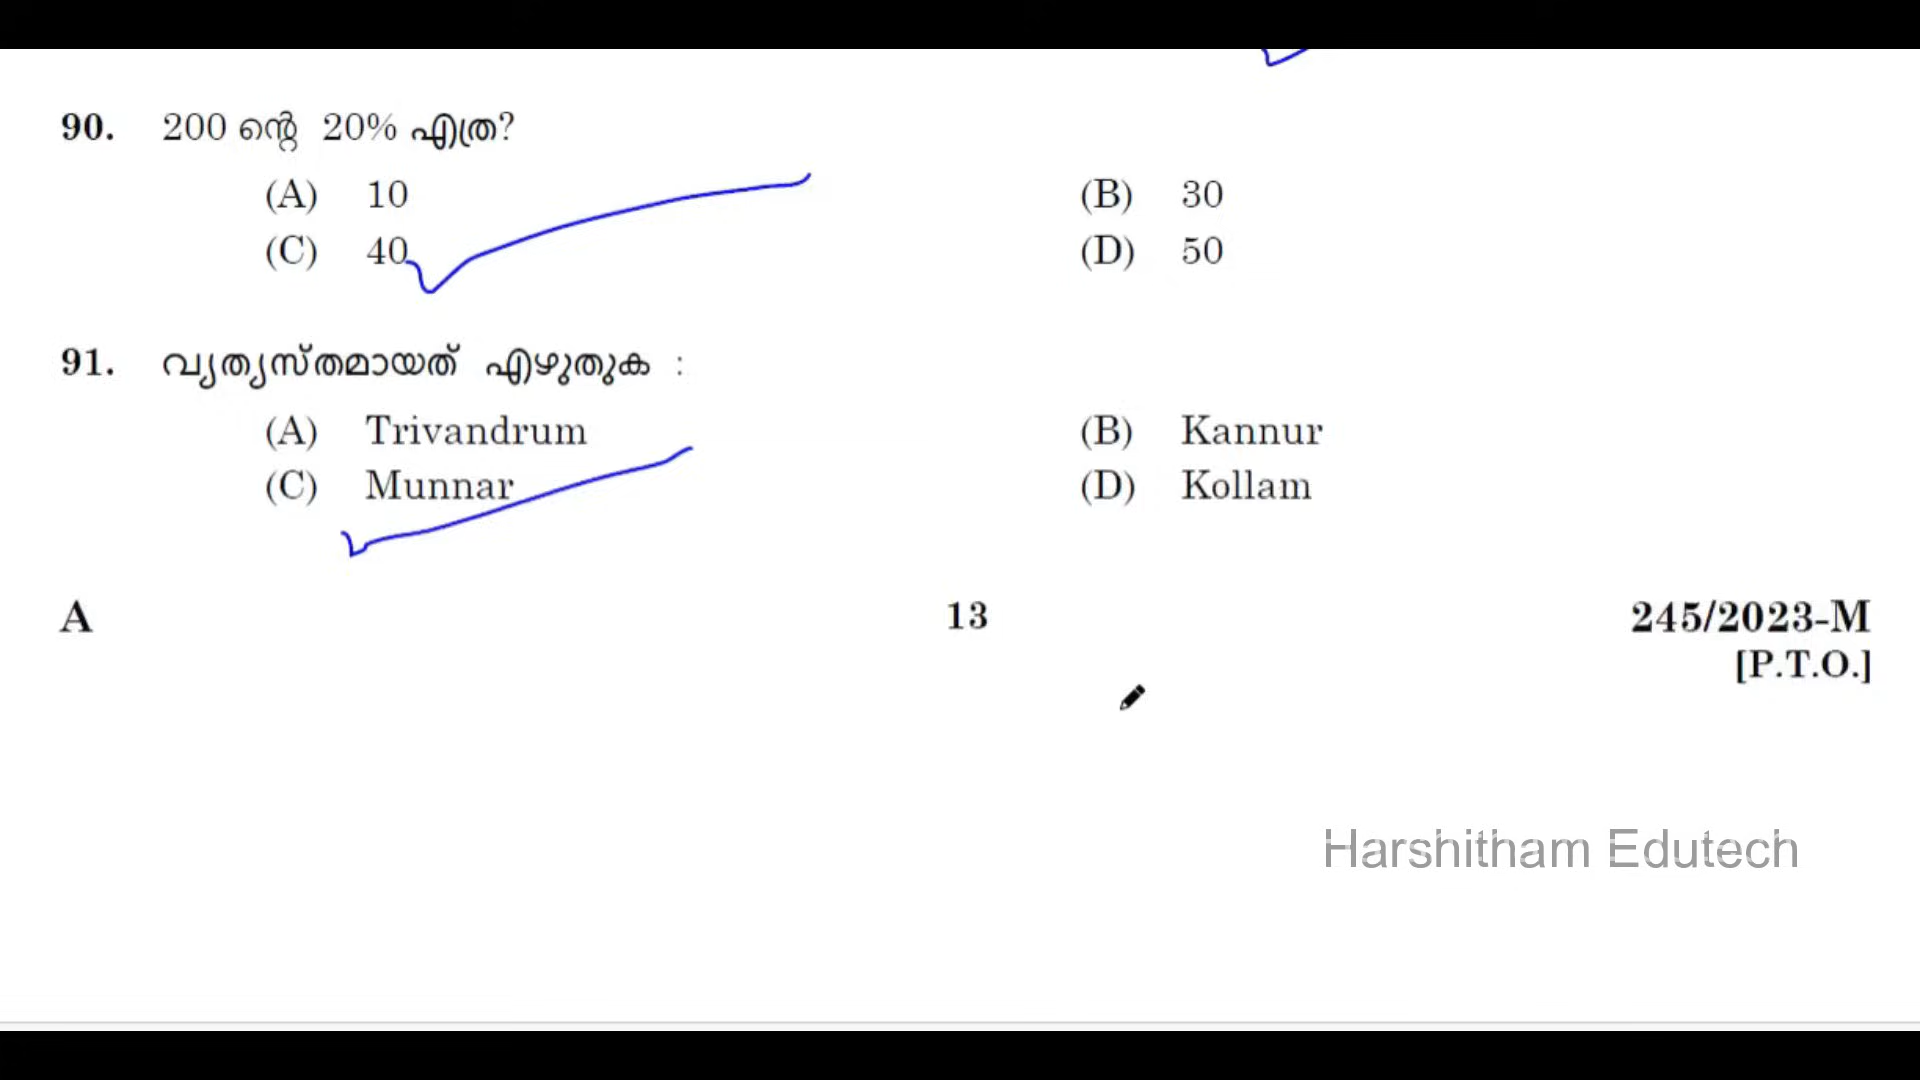 90. 200 ന്റെ 20% എത്ര?
(A) 10 (B) 30
(C) 40 (D) 50
91. വ്യത്യസ്തമായത് എഴുതുക :
(A) Trivandrum (B) Kannur
(C) Munnar (D) Kollam
A 13 245/2023-M
[P.T.O.]
Harshitham Edutech